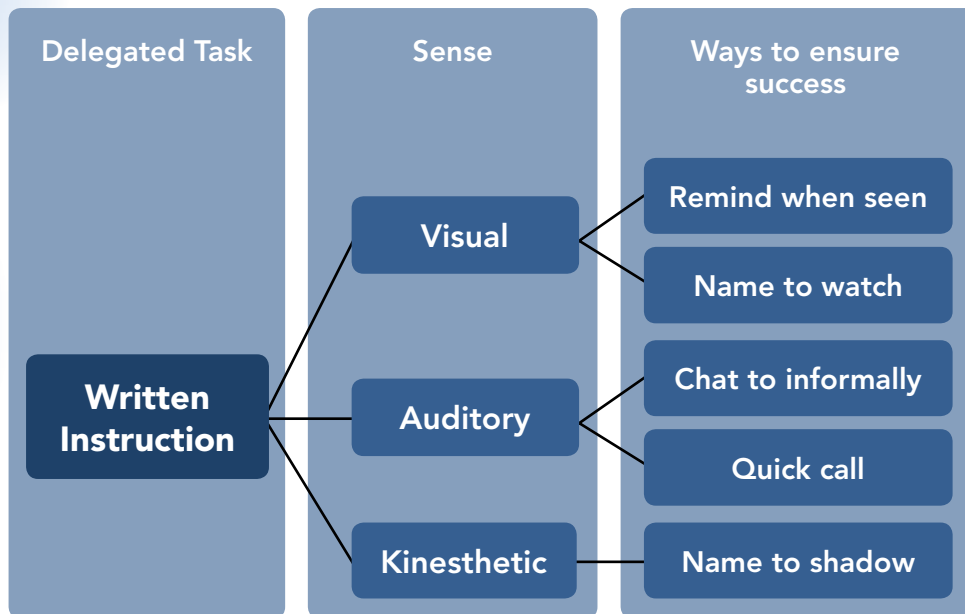 Delegated Task
Sense
Ways to ensure
success
Written
Instruction
Visual
Auditory
Kinesthetic
Remind when seen
Name to watch
Chat to informally
Quick call
Name to shadow